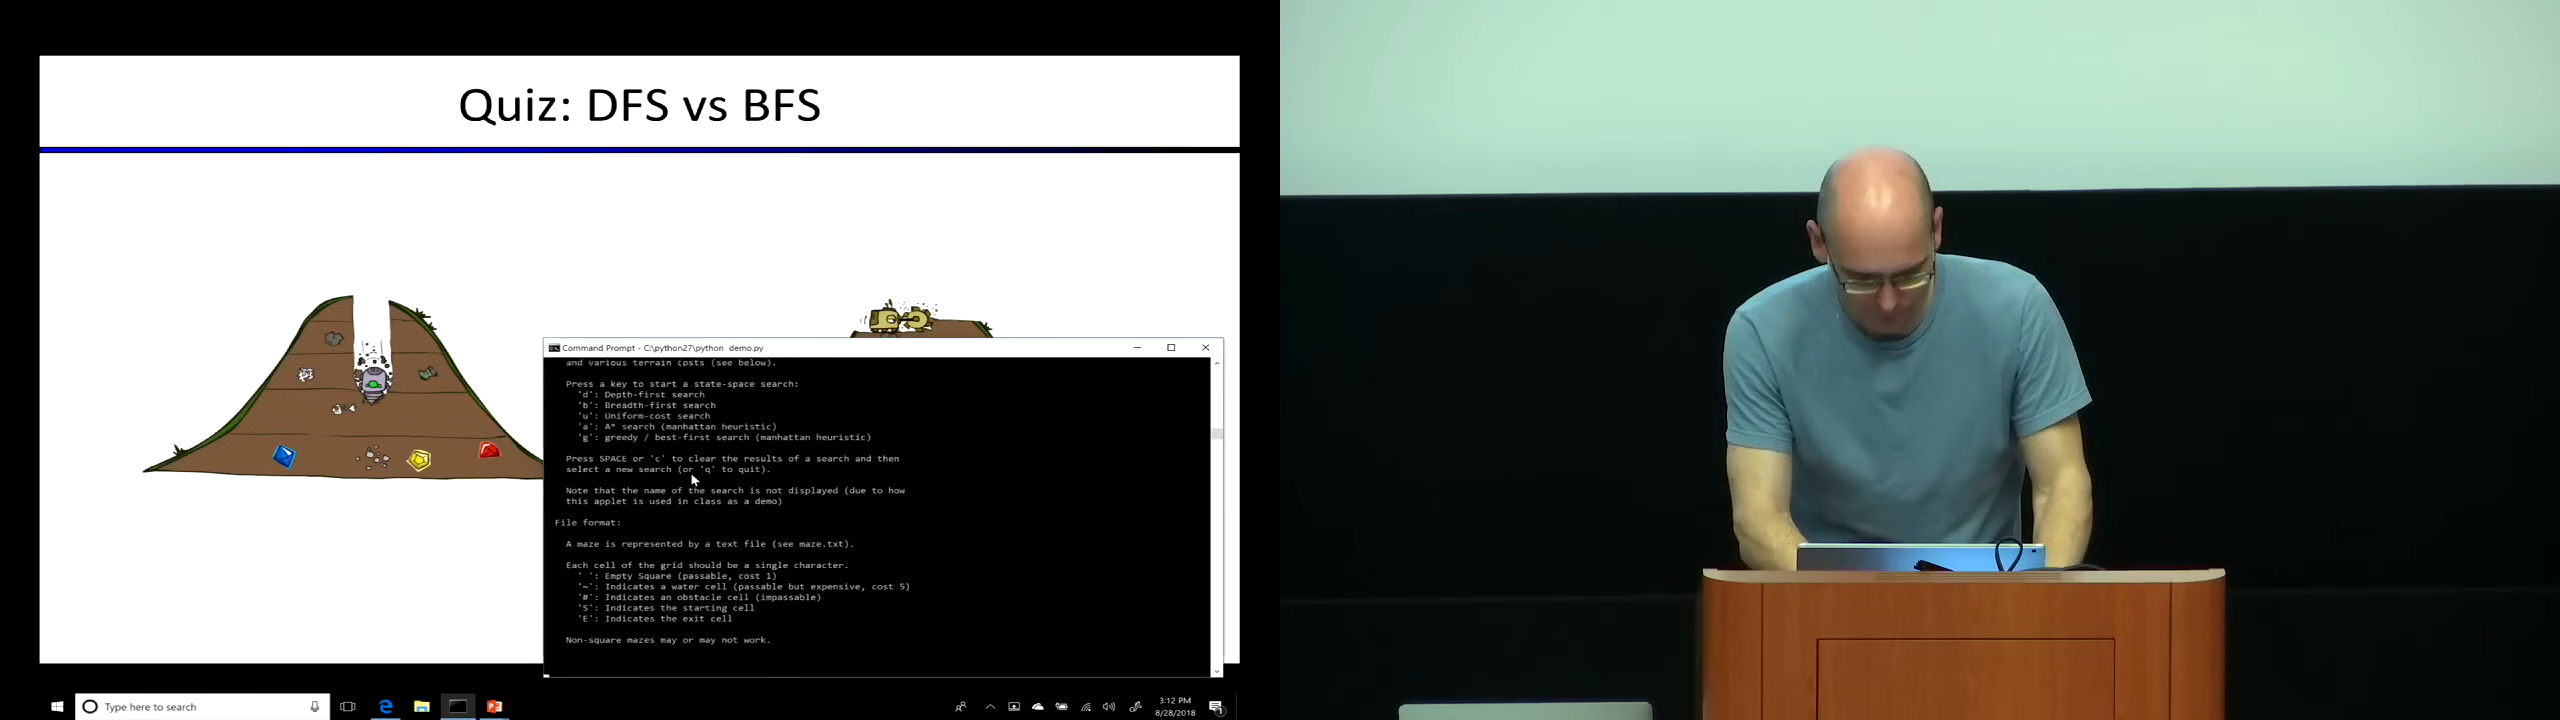 Quiz: DFS vs BFS
Command Prompt - C:\python27\python demo.py
and various terrain costs (see below).
Press a key to start a state-space search:
'd': Depth-first search
'b': Breadth-first search
'u': Uniform-cost search
'a': A* search (manhattan heuristic)
'g': greedy / best-first search (manhattan heuristic)
Press SPACE or 'c' to clear the results of a search and then
select a new search (or 'q' to quit).
Note that the name of the search is not displayed (due to how
this applet is used in class as a demo)
File format:
A maze is represented by a text file (see maze.txt).
Each cell of the grid should be a single character.
' ': Empty Square (passable, cost 1)
'~': Indicates a water cell (passable but expensive, cost 5)
'#': Indicates an obstacle cell (impassable)
'S': Indicates the starting cell
'E': Indicates the exit cell
Non-square mazes may or may not work.
Type here to search
3:12 PM
8/28/2018